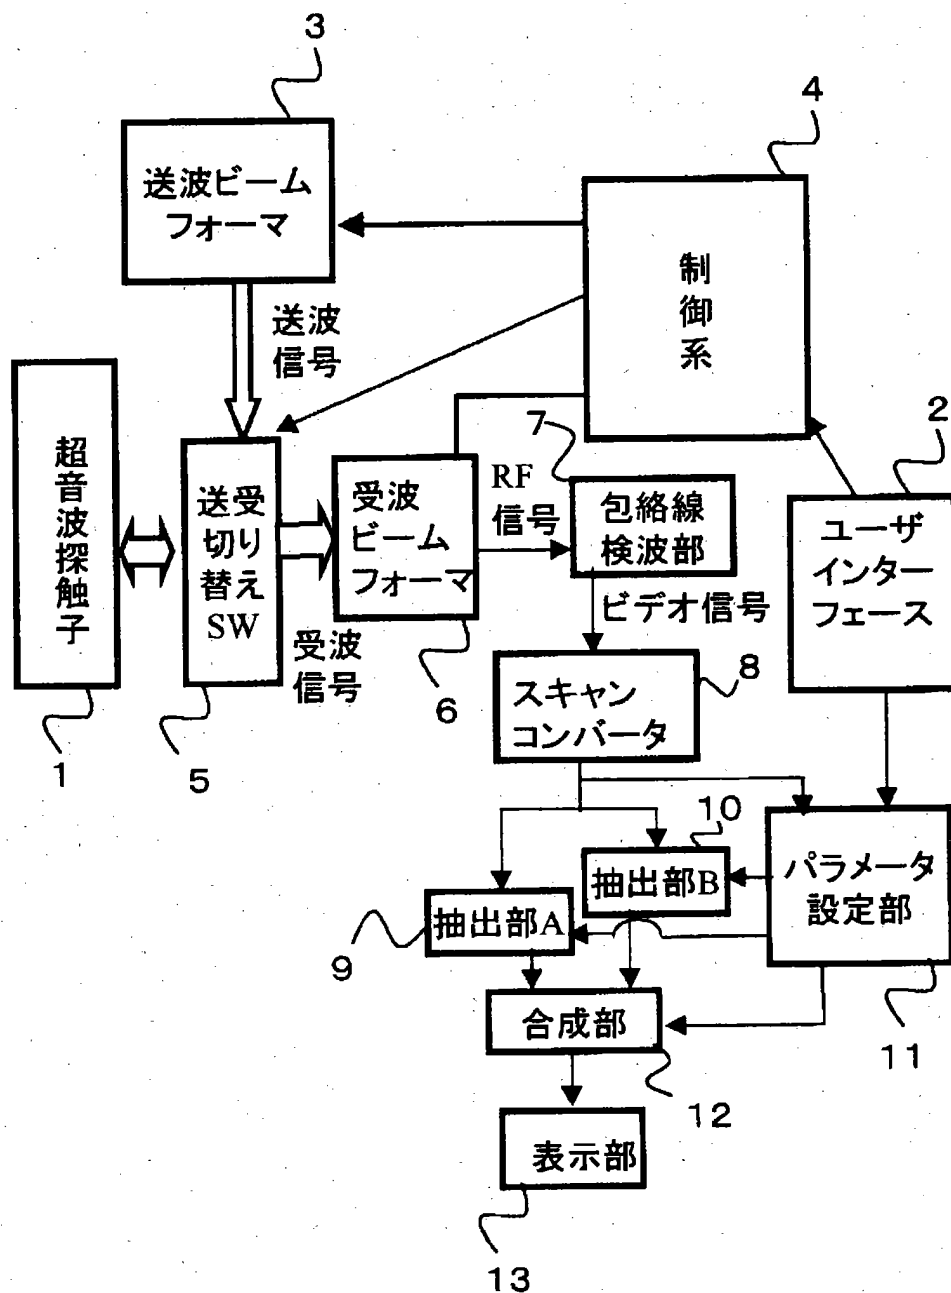 3
送波ビーム
フォーマ
4
制
御
系
送波
信号
超
音
波
探
触
子
1
送受
切り
替え
SW
5
受波
信号
受波
ビーム
フォーマ
6
RF
信号
7
包絡線
検波部
ビデオ信号
2
ユーザ
インター
フェース
8
スキャン
コンバータ
10
抽出部B
抽出部A
9
パラメータ
設定部
11
合成部
12
表示部
13